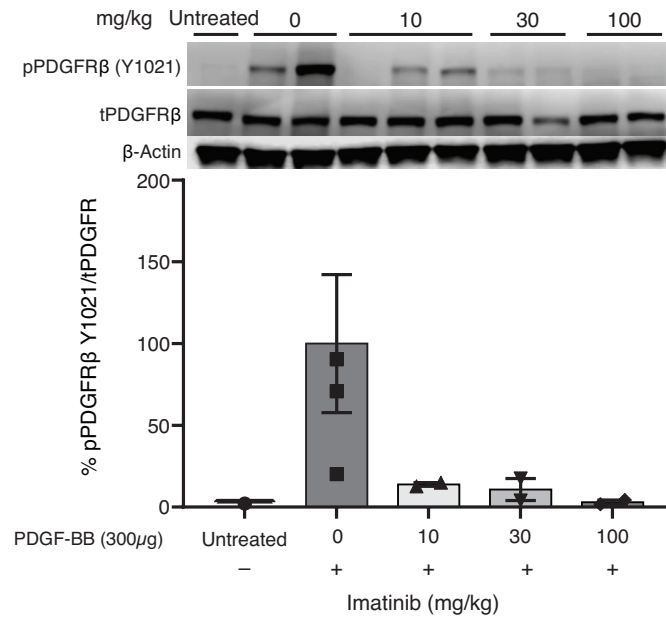 mg/kg Untreated 0 10 30 100
pPDGFRβ (Y1021)
tPDGFRβ
β-Actin
% pPDGFRβ Y1021/tPDGFR
200
150
100
50
0
PDGF-BB (300µg) Untreated 0 10 30 100
– + + + +
Imatinib (mg/kg)